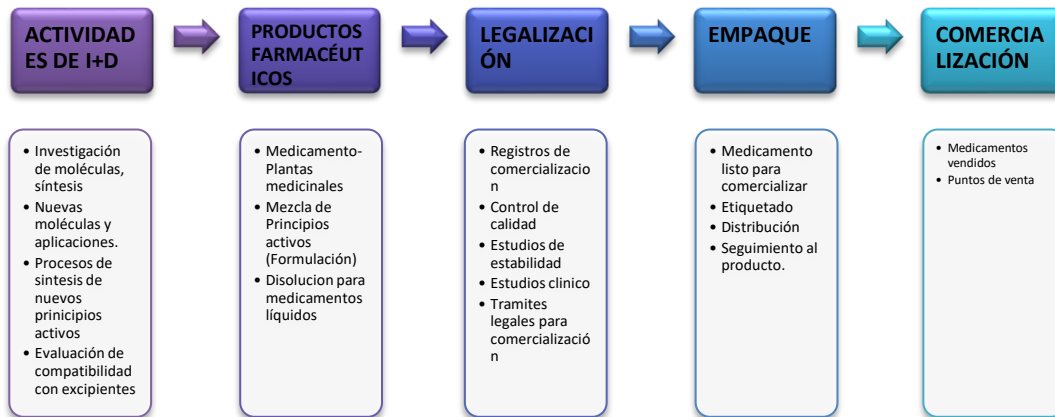 ACTIVIDAD
ES DE I+D
PRODUCTOS
FARMACÉUT
ICOS
LEGALIZACI
ÓN
EMPAQUE
COMERCIA
LIZACIÓN
• Investigación
de moléculas,
síntesis
• Nuevas
moléculas y
aplicaciones.
• Procesos de
sintesis de
nuevos
prinicipios
activos
• Evaluación de
compatibilidad
con excipientes
• Medicamento-
Plantas
medicinales
• Mezcla de
Principios
activos
(Formulación)
• Disolucion para
medicamentos
líquidos
• Registros de
comercializacio
n
• Control de
calidad
• Estudios de
estabilidad
• Estudios clinico
• Tramites
legales para
comercializació
n
• Medicamento
listo para
comercializar
• Etiquetado
• Distribución
• Seguimiento al
producto.
• Medicamentos
vendidos
• Puntos de venta